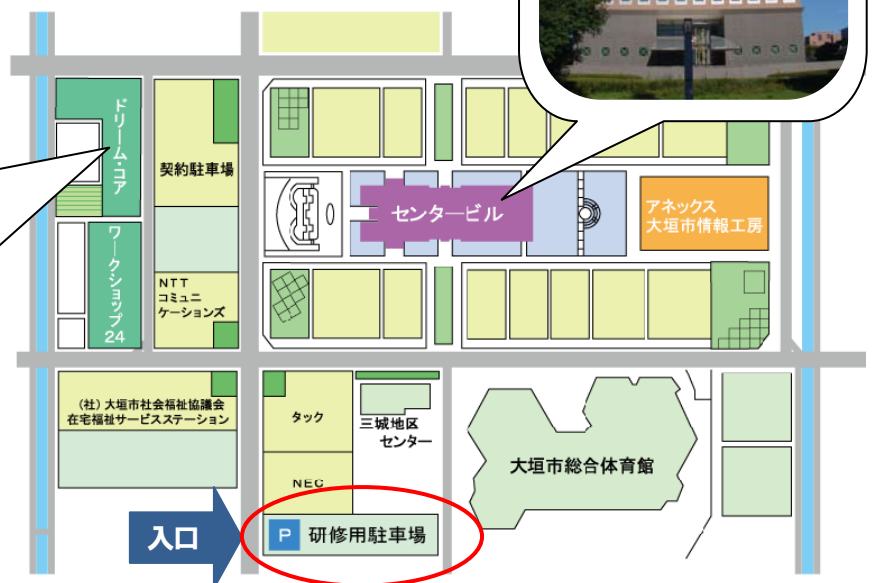 ドリーム・コア
契約駐車場
センタービル
アネックス
大垣市情報工房
ワークショップ
24
NTT
コミュニ
ケーションズ
(社)大垣市社会福祉協議会
在宅福祉サービスステーション
タック
三城地区
センター
大垣市総合体育館
NEC
入口
P 研修用駐車場